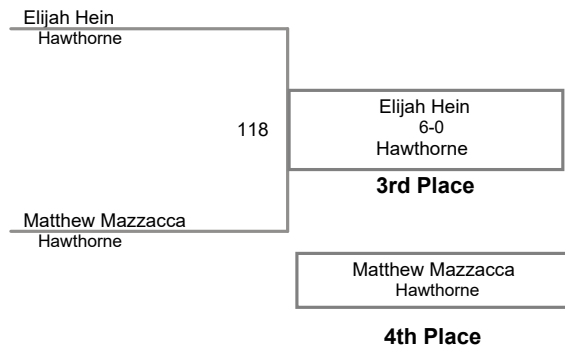 Elijah Hein
Hawthorne
118
Elijah Hein
6-0
Hawthorne
3rd Place
Matthew Mazzacca
Hawthorne
Matthew Mazzacca
Hawthorne
4th Place